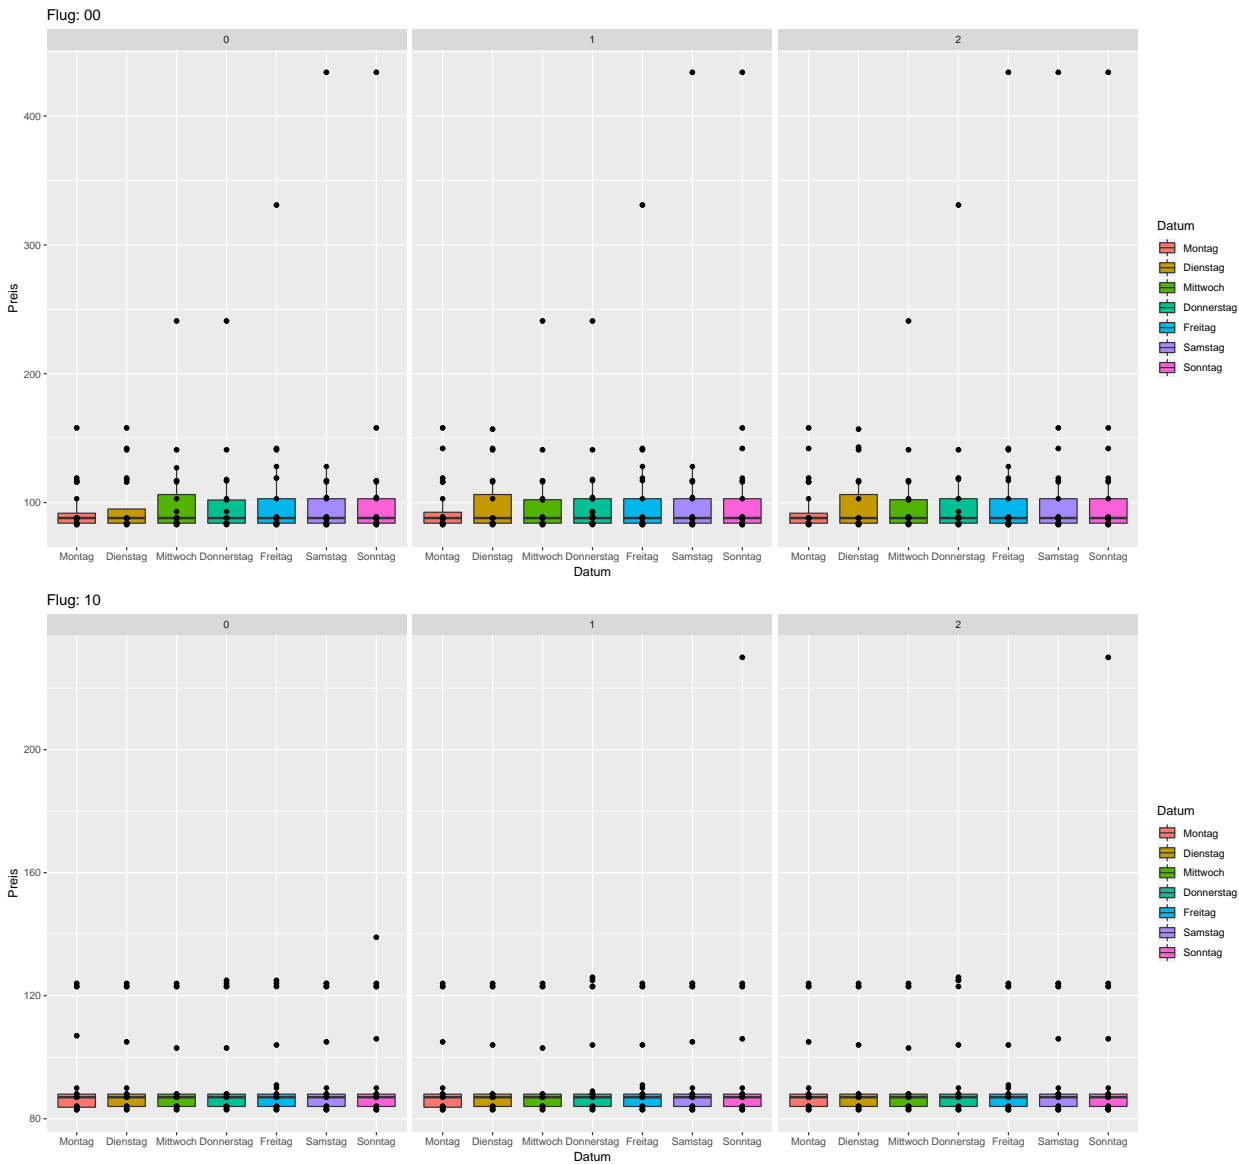 Flug: 00
0 1 2
400
300
200
100
Preis
Montag Dienstag Mittwoch Donnerstag Freitag Samstag Sonntag Montag Dienstag Mittwoch Donnerstag Freitag Samstag Sonntag Montag Dienstag Mittwoch Donnerstag Freitag Samstag Sonntag
Datum
Datum
Montag
Dienstag
Mittwoch
Donnerstag
Freitag
Samstag
Sonntag
Flug: 10
0 1 2
200
160
120
80
Preis
Montag Dienstag Mittwoch Donnerstag Freitag Samstag Sonntag Montag Dienstag Mittwoch Donnerstag Freitag Samstag Sonntag Montag Dienstag Mittwoch Donnerstag Freitag Samstag Sonntag
Datum
Datum
Montag
Dienstag
Mittwoch
Donnerstag
Freitag
Samstag
Sonntag